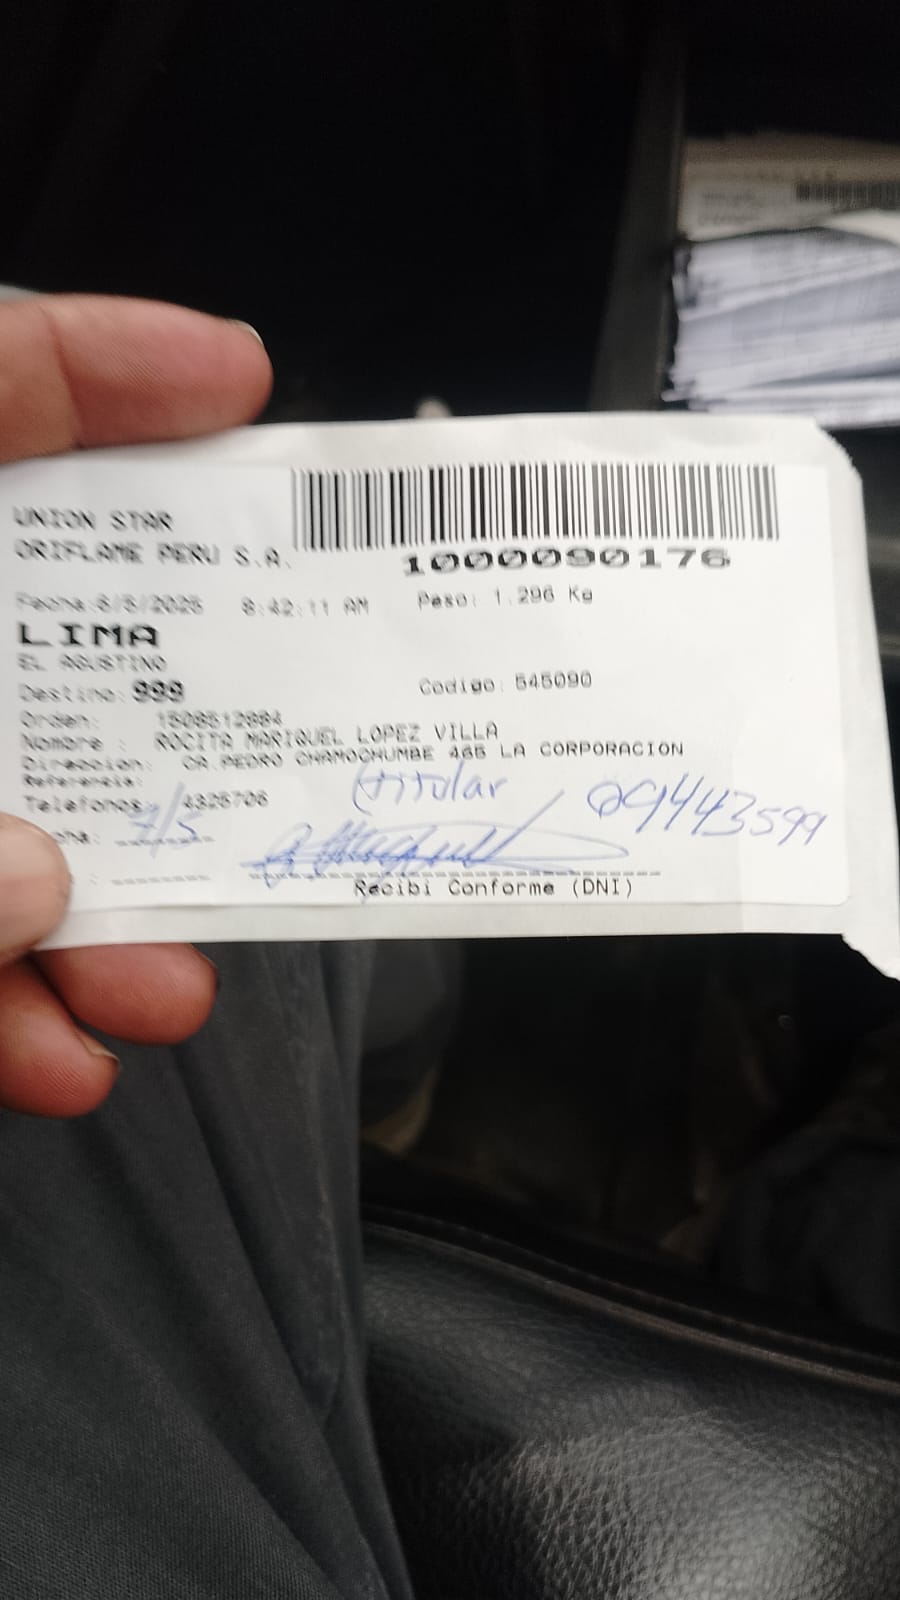 UNION STAR
ORIFLAME PERU S.A.
1000090176
Fecha:6/5/2025 8:42:11 AM Peso: 1.296 Kg
LIMA
EL AGUSTINO
Destino: 999 Codigo: 545090
Orden: 1508512884
Nombre : ROCITA MARIQUEL LOPEZ VILLA
Direccion: CA.PEDRO CHAMOCHUMBE 465 LA CORPORACION
Referencia:
Telefonos: 4326706 (titular 09443599
cha: 7/5
Recibi Conforme (DNI)